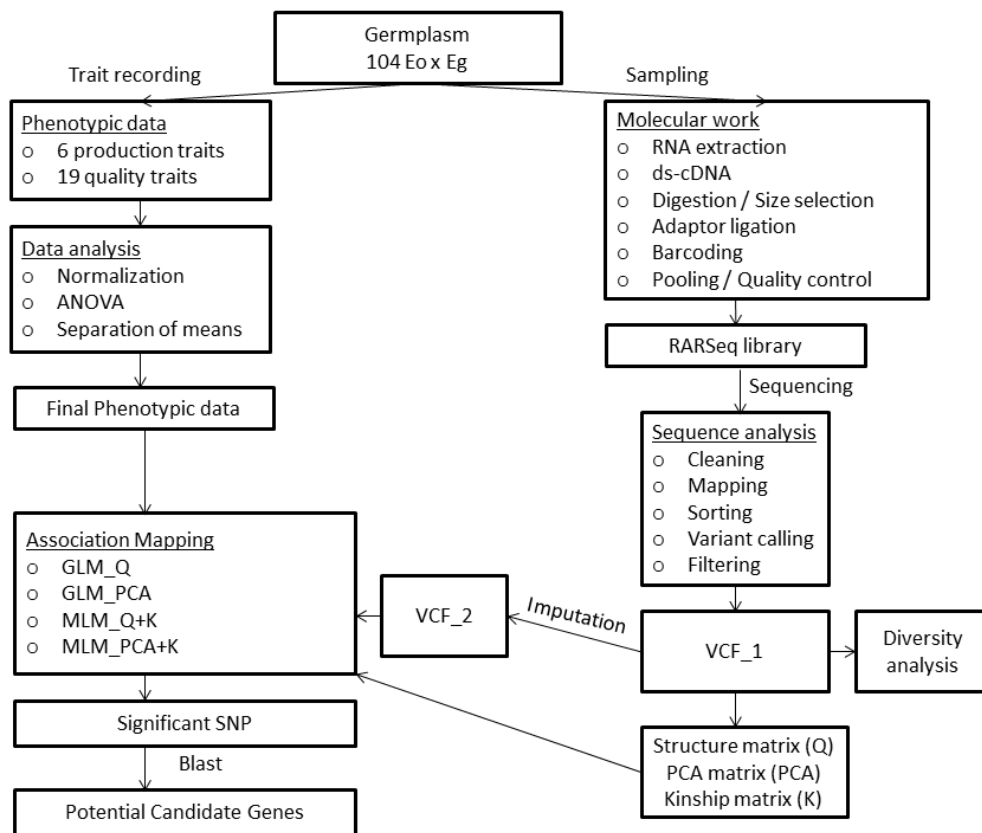 Germplasm
104 Eo x Eg
Trait recording
Sampling
Phenotypic data
o 6 production traits
o 19 quality traits
Data analysis
o Normalization
o ANOVA
o Separation of means
Final Phenotypic data
Molecular work
o RNA extraction
o ds-cDNA
o Digestion / Size selection
o Adaptor ligation
o Barcoding
o Pooling / Quality control
RARSeq library
Sequencing
Sequence analysis
o Cleaning
o Mapping
o Sorting
o Variant calling
o Filtering
Association Mapping
o GLM_Q
o GLM_PCA
o MLM_Q+K
o MLM_PCA+K
VCF_2
Imputation
VCF_1
Diversity
analysis
Structure matrix (Q)
PCA matrix (PCA)
Kinship matrix (K)
Significant SNP
Blast
Potential Candidate Genes